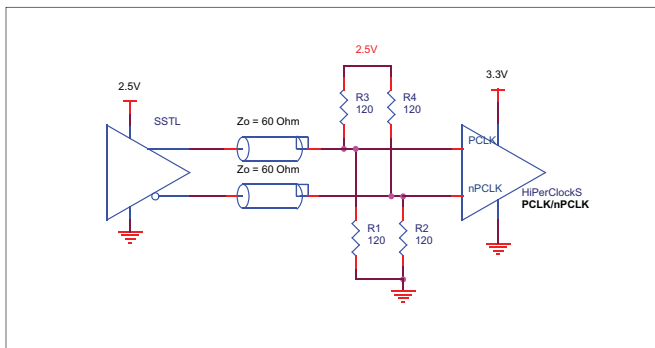 2.5V
2.5V
3.3V
SSTL
Zo = 60 Ohm
R3
120
R4
120
PCLK
Zo = 60 Ohm
nPCLK
HiPerClockS
PCLK/nPCLK
R1
120
R2
120